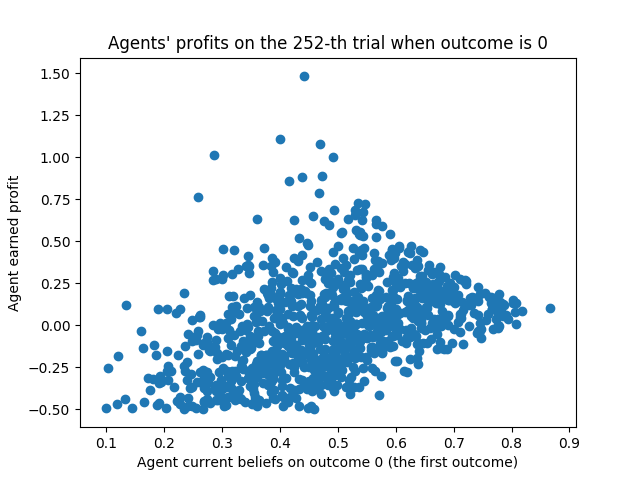 Agents' profits on the 252-th trial when outcome is 0
1.50
1.25
1.00
0.75
0.50
0.25
0.00
−0.25
−0.50
Agent earned profit
0.1 0.2 0.3 0.4 0.5 0.6 0.7 0.8 0.9
Agent current beliefs on outcome 0 (the first outcome)